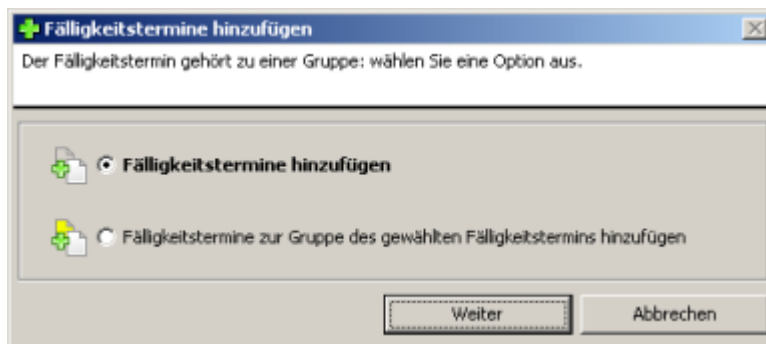 Fälligkeitstermine hinzufügen
Der Fälligkeitstermin gehört zu einer Gruppe: wählen Sie eine Option aus.
Fälligkeitstermine hinzufügen
Fälligkeitstermine zur Gruppe des gewählten Fälligkeitstermins hinzufügen
Weiter Abbrechen